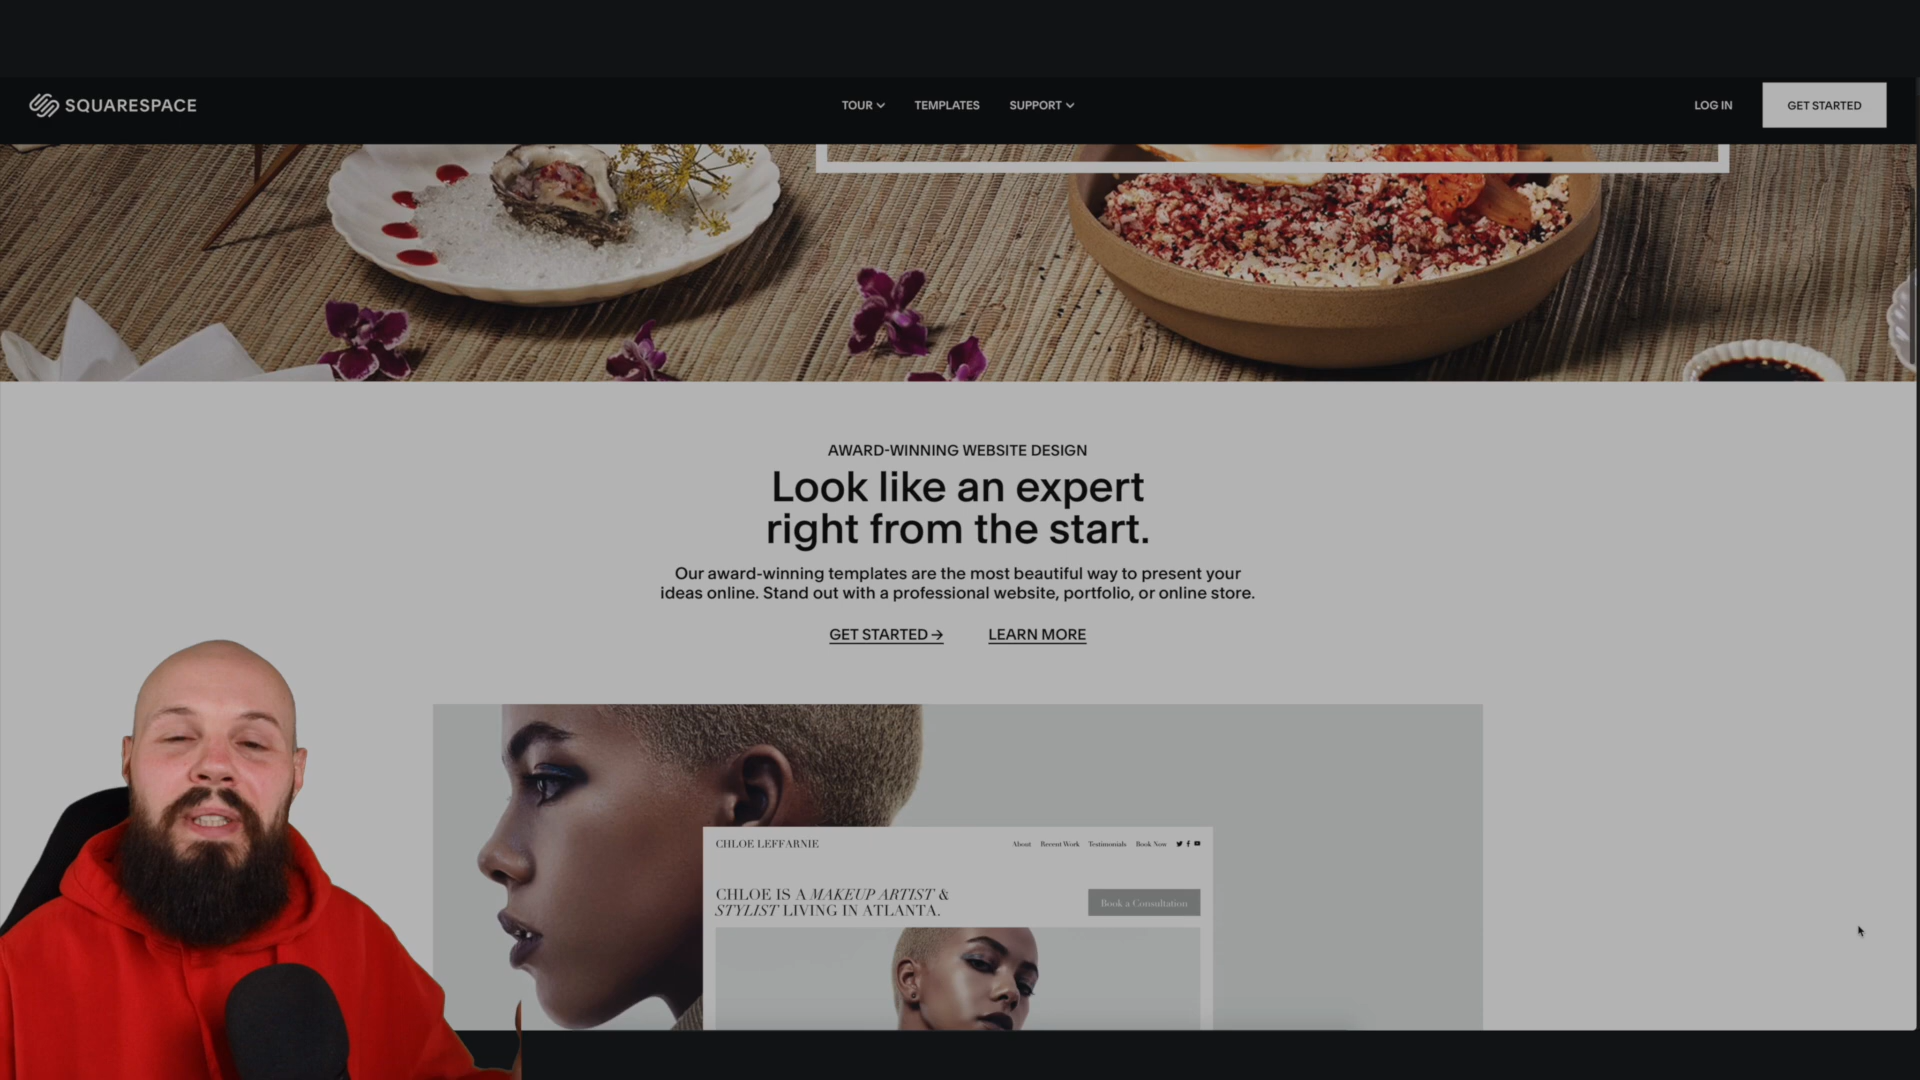 SQUARESPACE
TOUR
TEMPLATES
SUPPORT
LOG IN
GET STARTED
AWARD-WINNING WEBSITE DESIGN
Look like an expert
right from the start.
Our award-winning templates are the most beautiful way to present your
ideas online. Stand out with a professional website, portfolio, or online store.
GET STARTED →
LEARN MORE
CHLOE LEFFARNIE
About
Recent Work
Testimonials
Book Now
CHLOE IS A MAKEUP ARTIST &
STYLIST LIVING IN ATLANTA.
Book a Consultation